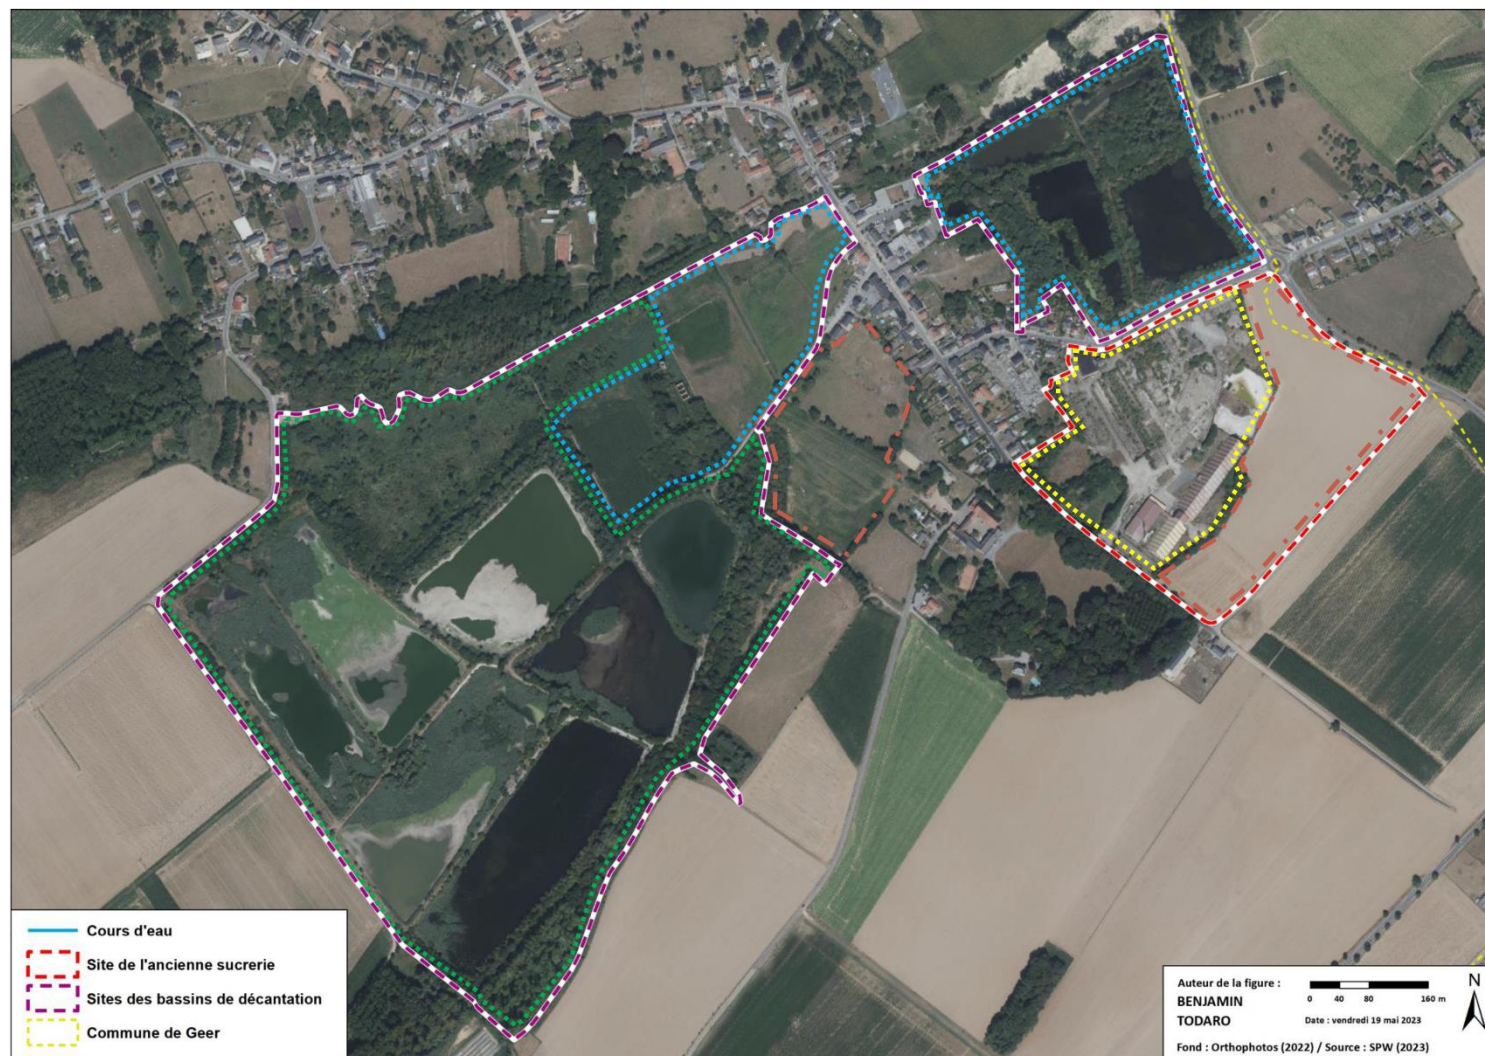 Cours d'eau
Site de l'ancienne sucrerie
Sites des bassins de décantation
Commune de Geer
Auteur de la figure :
BENJAMIN
TODARO
0 40 80 160 m
Date : vendredi 19 mai 2023
N
Fond : Orthophotos (2022) / Source : SPW (2023)